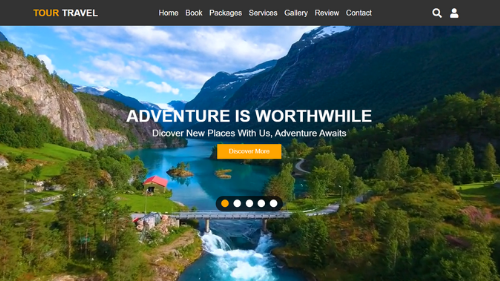 TOUR TRAVEL
Home Book Packages Services Gallery Review Contact
ADVENTURE IS WORTHWHILE
Dicover New Places With Us, Adventure Awaits
Discover More